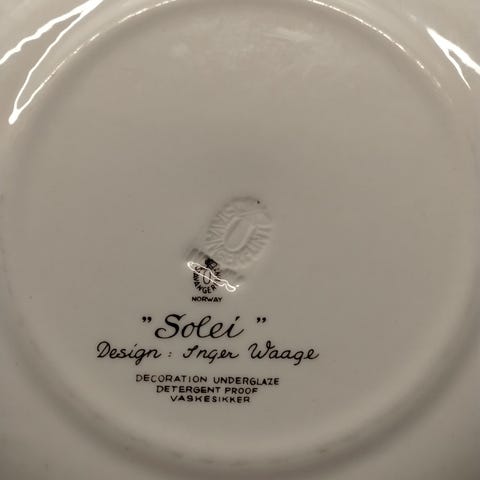 NORWAY
"Solei"
Design: Inger Waage
DECORATION UNDERGLAZE
DETERGENT PROOF
VASKESIKKER